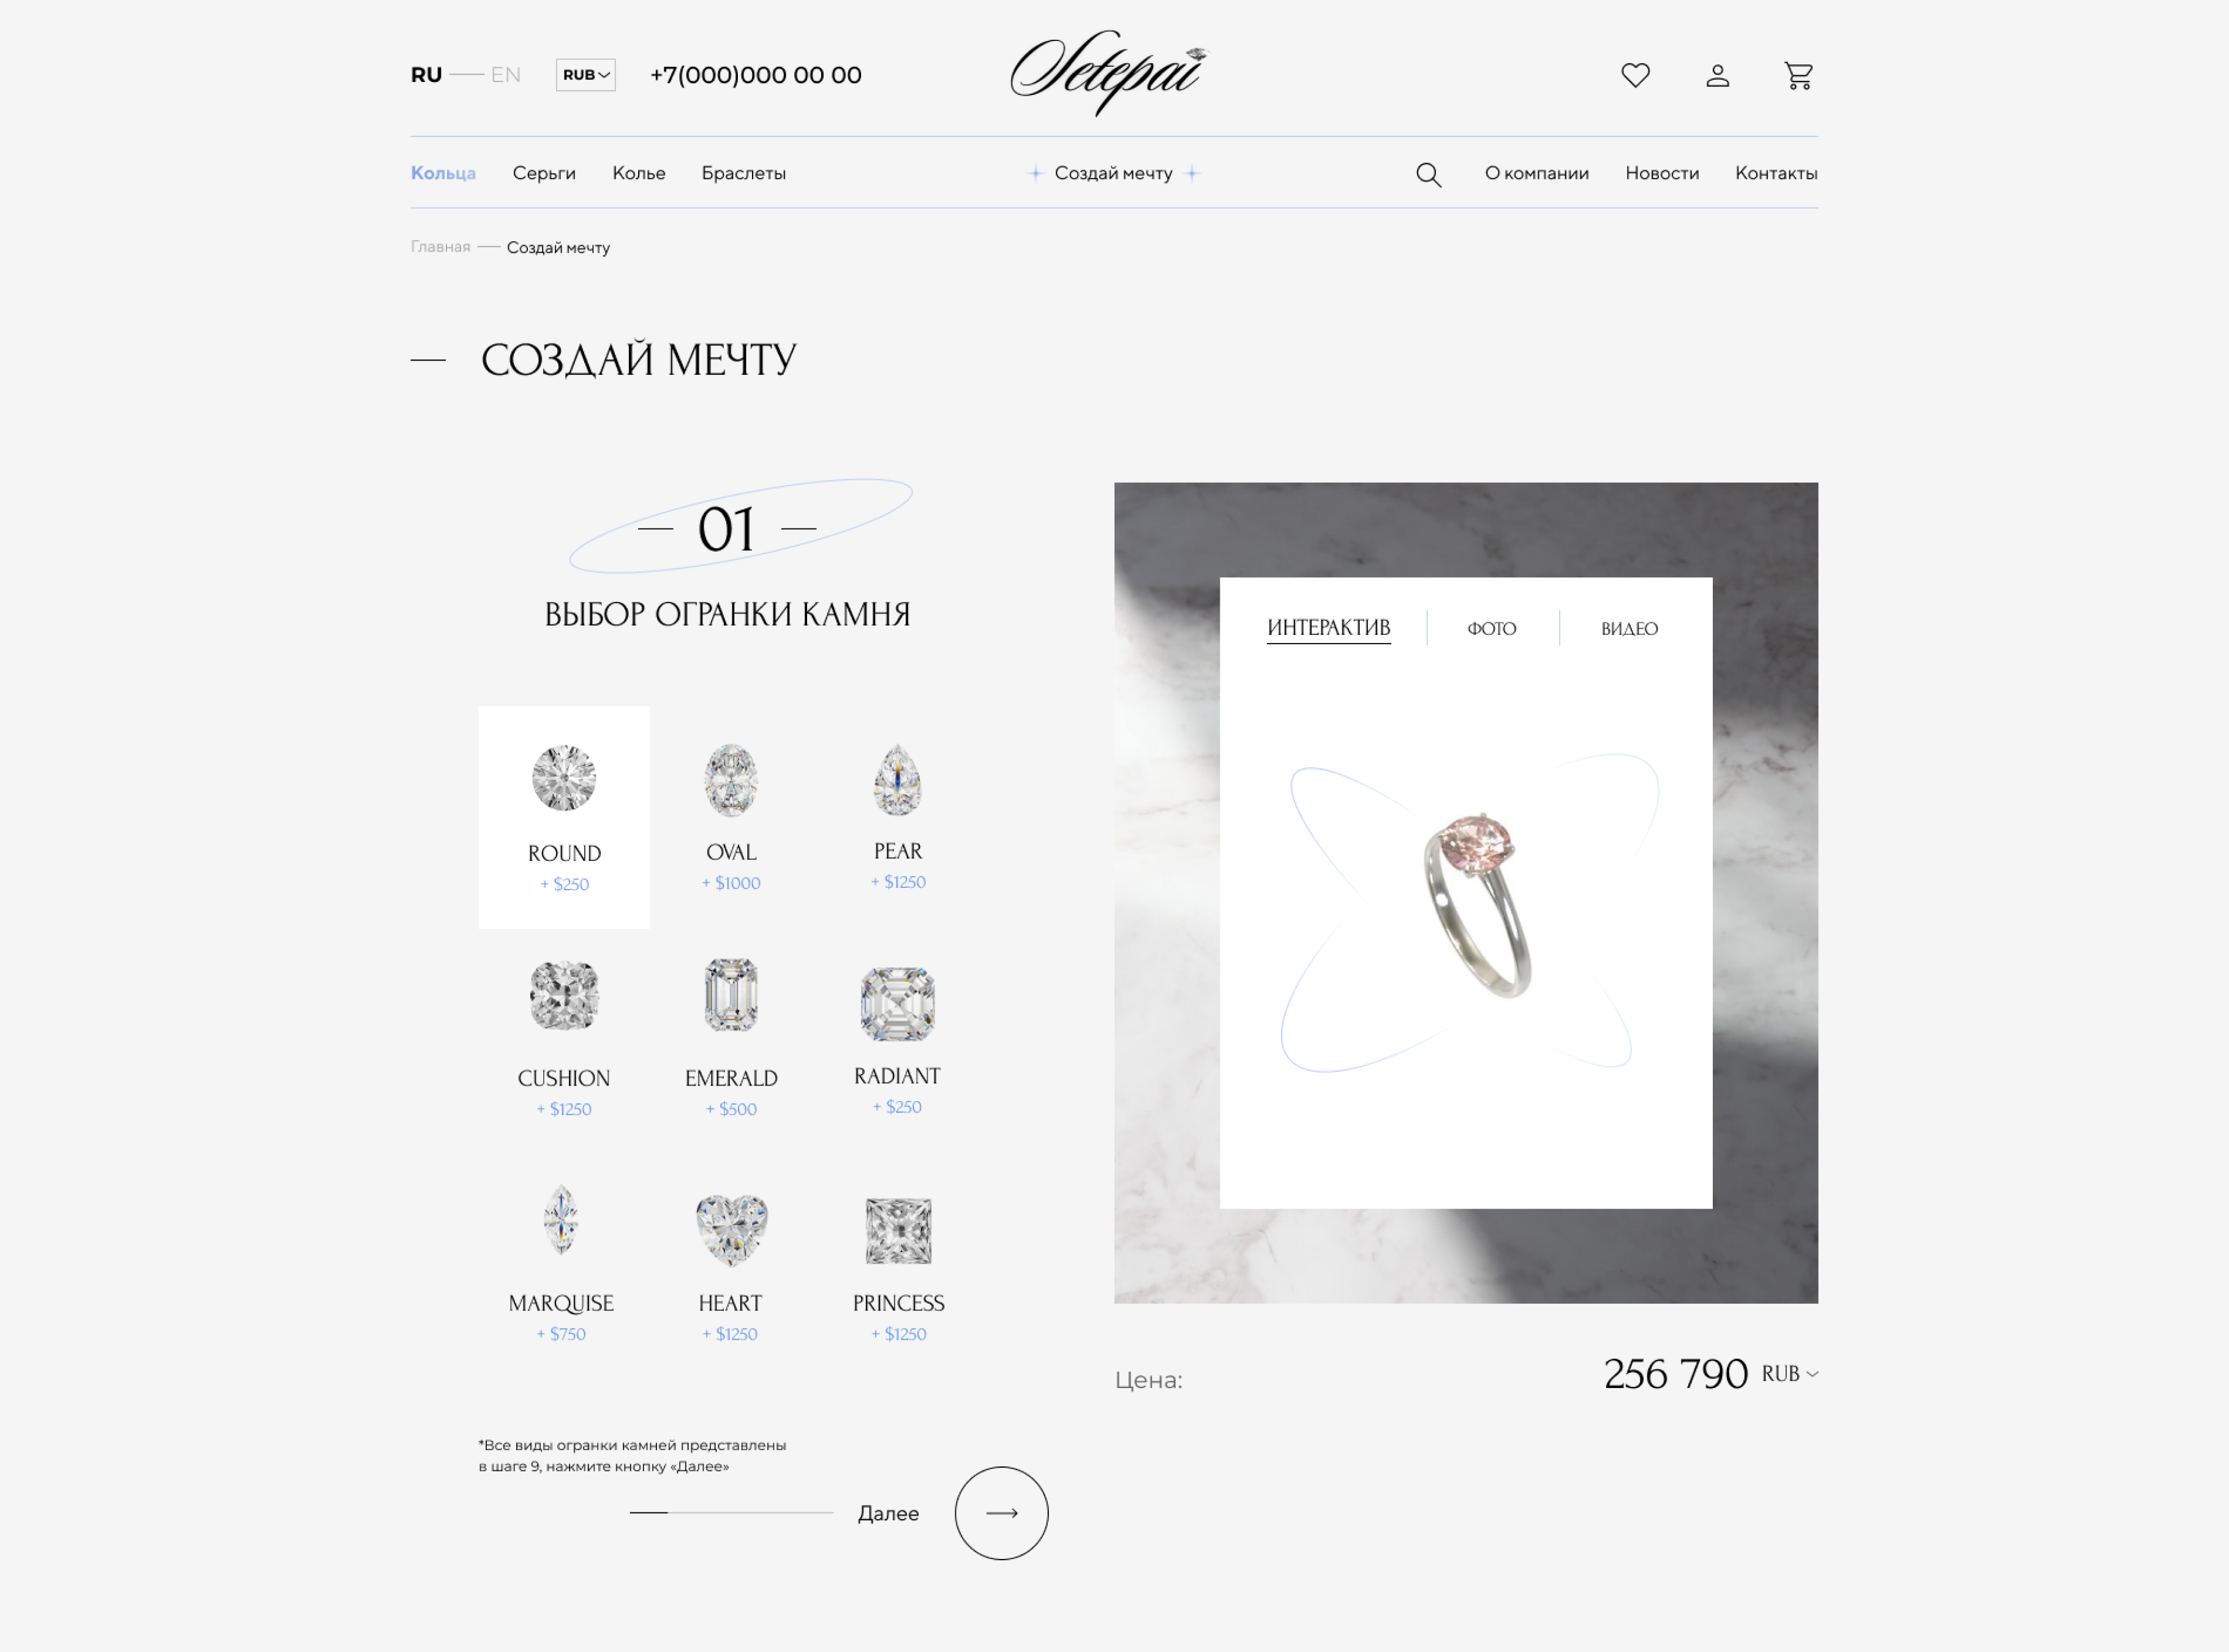 RU — EN
RUB
+7(000)000 00 00
Setepai
Кольца
Серьги
Колье
Браслеты
Создай мечту
О компании
Новости
Контакты
Главная — Создай мечту
— СОЗДАЙ МЕЧТУ
— 01 —
ВЫБОР ОГРАНКИ КАМНЯ
ROUND
+ $250
OVAL
+ $1000
PEAR
+ $1250
CUSHION
+ $1250
EMERALD
+ $500
RADIANT
+ $250
MARQUISE
+ $750
HEART
+ $1250
PRINCESS
+ $1250
*Все виды огранки камней представлены
в шаге 9, нажмите кнопку «Далее»
Далее
ИНТЕРАКТИВ
ФОТО
ВИДЕО
Цена:
256 790 RUB